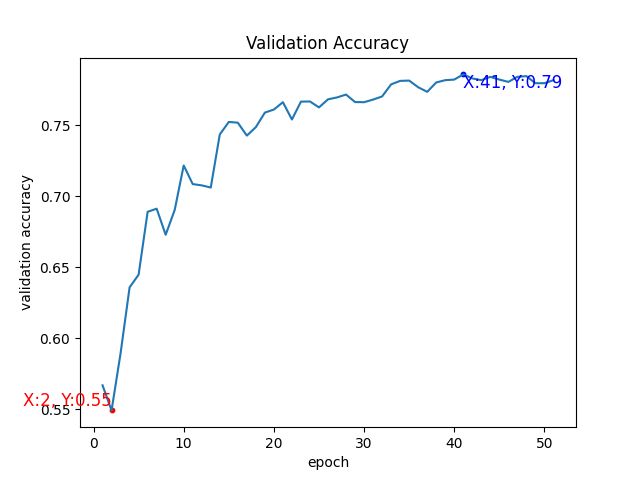 Validation Accuracy
validation accuracy
0.75
0.70
0.65
0.60
0.55
X:41, Y:0.79
X:2, Y:0.55
0 10 20 30 40 50
epoch